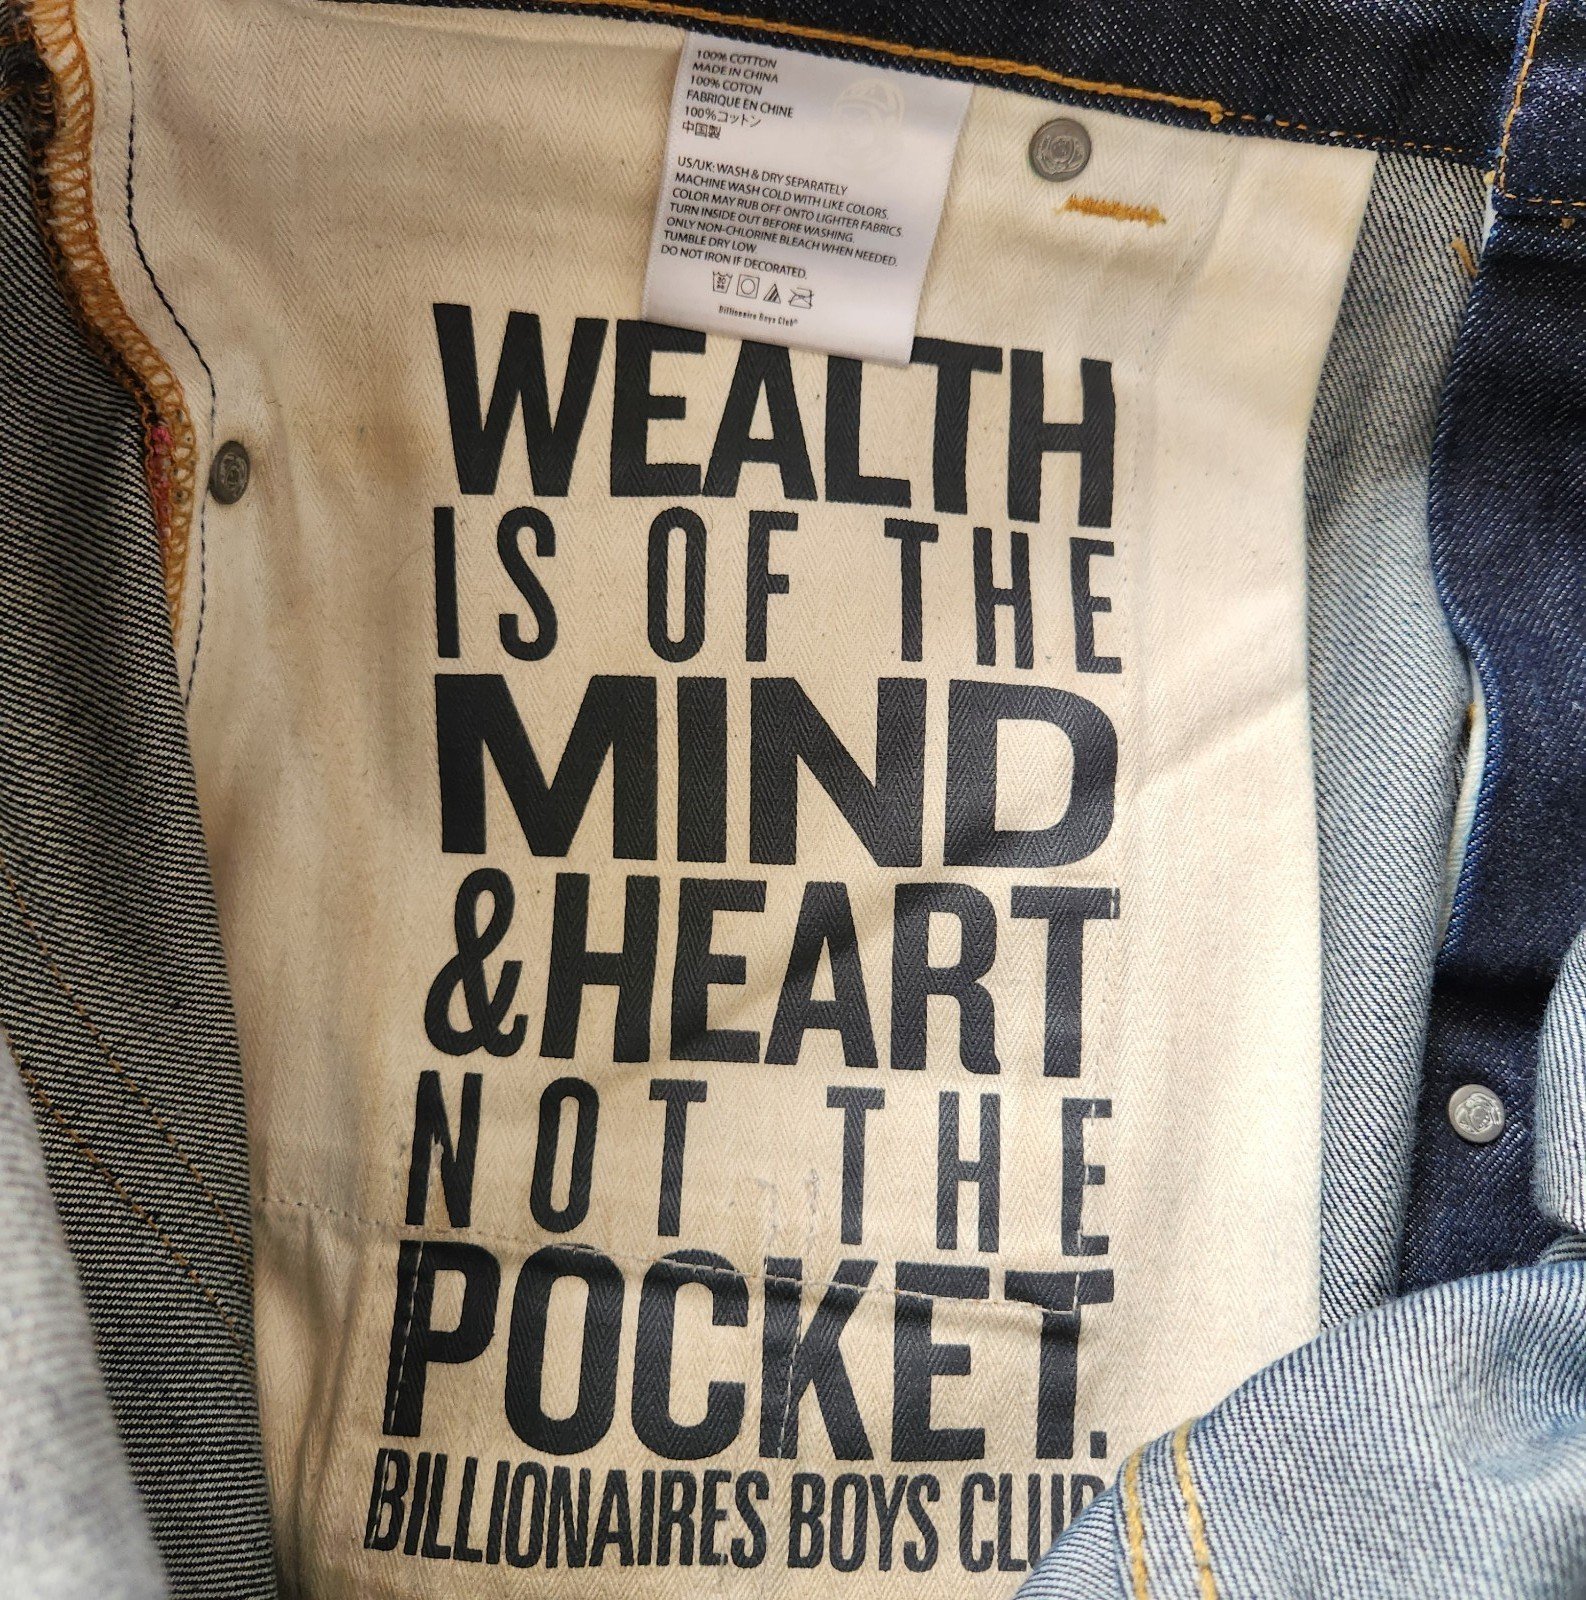 100% COTTON
MADE IN CHINA
100% COTON
FABRIQUE EN CHINE
100%コットン
中国製
US/UK: WASH & DRY SEPARATELY
MACHINE WASH COLD WITH LIKE COLORS.
COLOR MAY RUB OFF ONTO LIGHTER FABRICS
TURN INSIDE OUT BEFORE WASHING.
ONLY NON-CHLORINE BLEACH WHEN NEEDED.
TUMBLE DRY LOW
DO NOT IRON IF DECORATED.
Billionaire Boys Club®
WEALTH
IS OF THE
MIND
& HEART
NOT THE
POCKET.
BILLIONAIRES BOYS CLUB